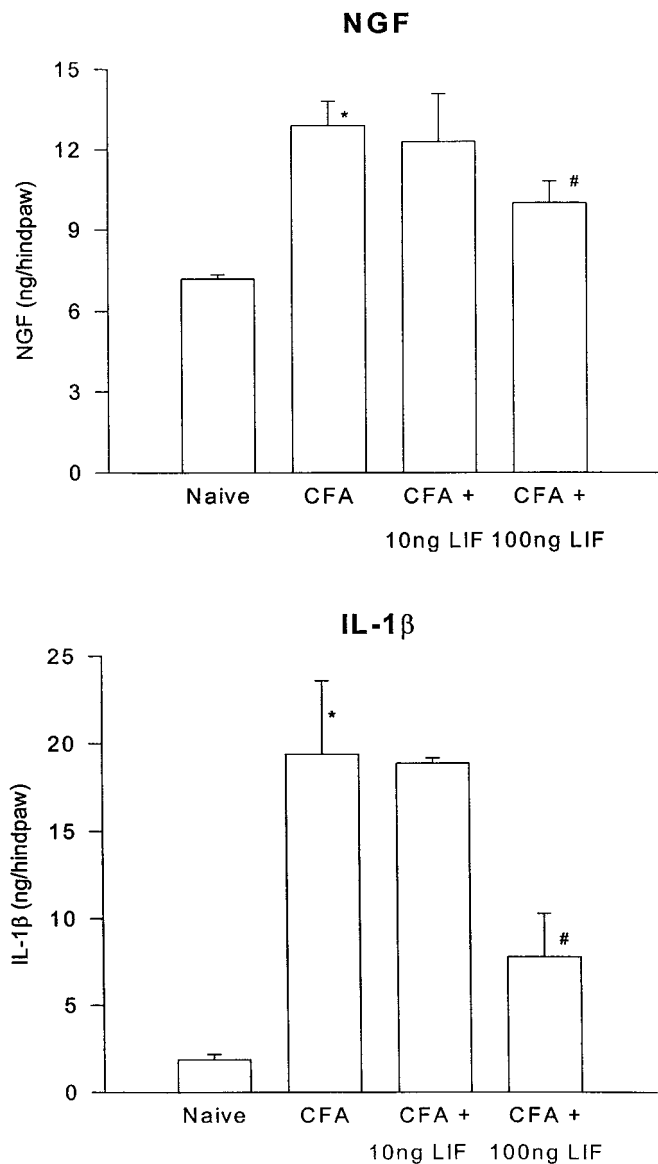 NGF
15
12
9
6
3
0
NGF (ng/hindpaw)
*
#
Naive CFA CFA + CFA +
10ng LIF 100ng LIF
IL-1β
25
20
15
10
5
0
IL-1β (ng/hindpaw)
*
#
Naive CFA CFA + CFA +
10ng LIF 100ng LIF